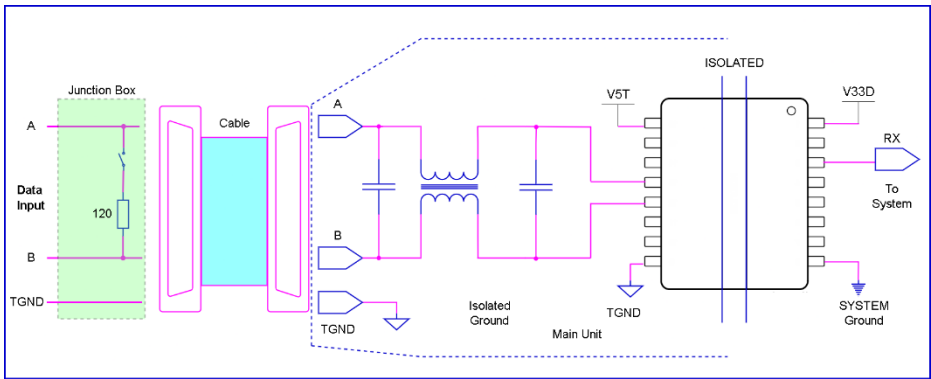 ISOLATED
Junction Box
V5T
V33D
A
Cable
A
RX
Data
Input
120
To
System
B
B
TGND
TGND
Isolated
Ground
Main Unit
TGND
SYSTEM
Ground